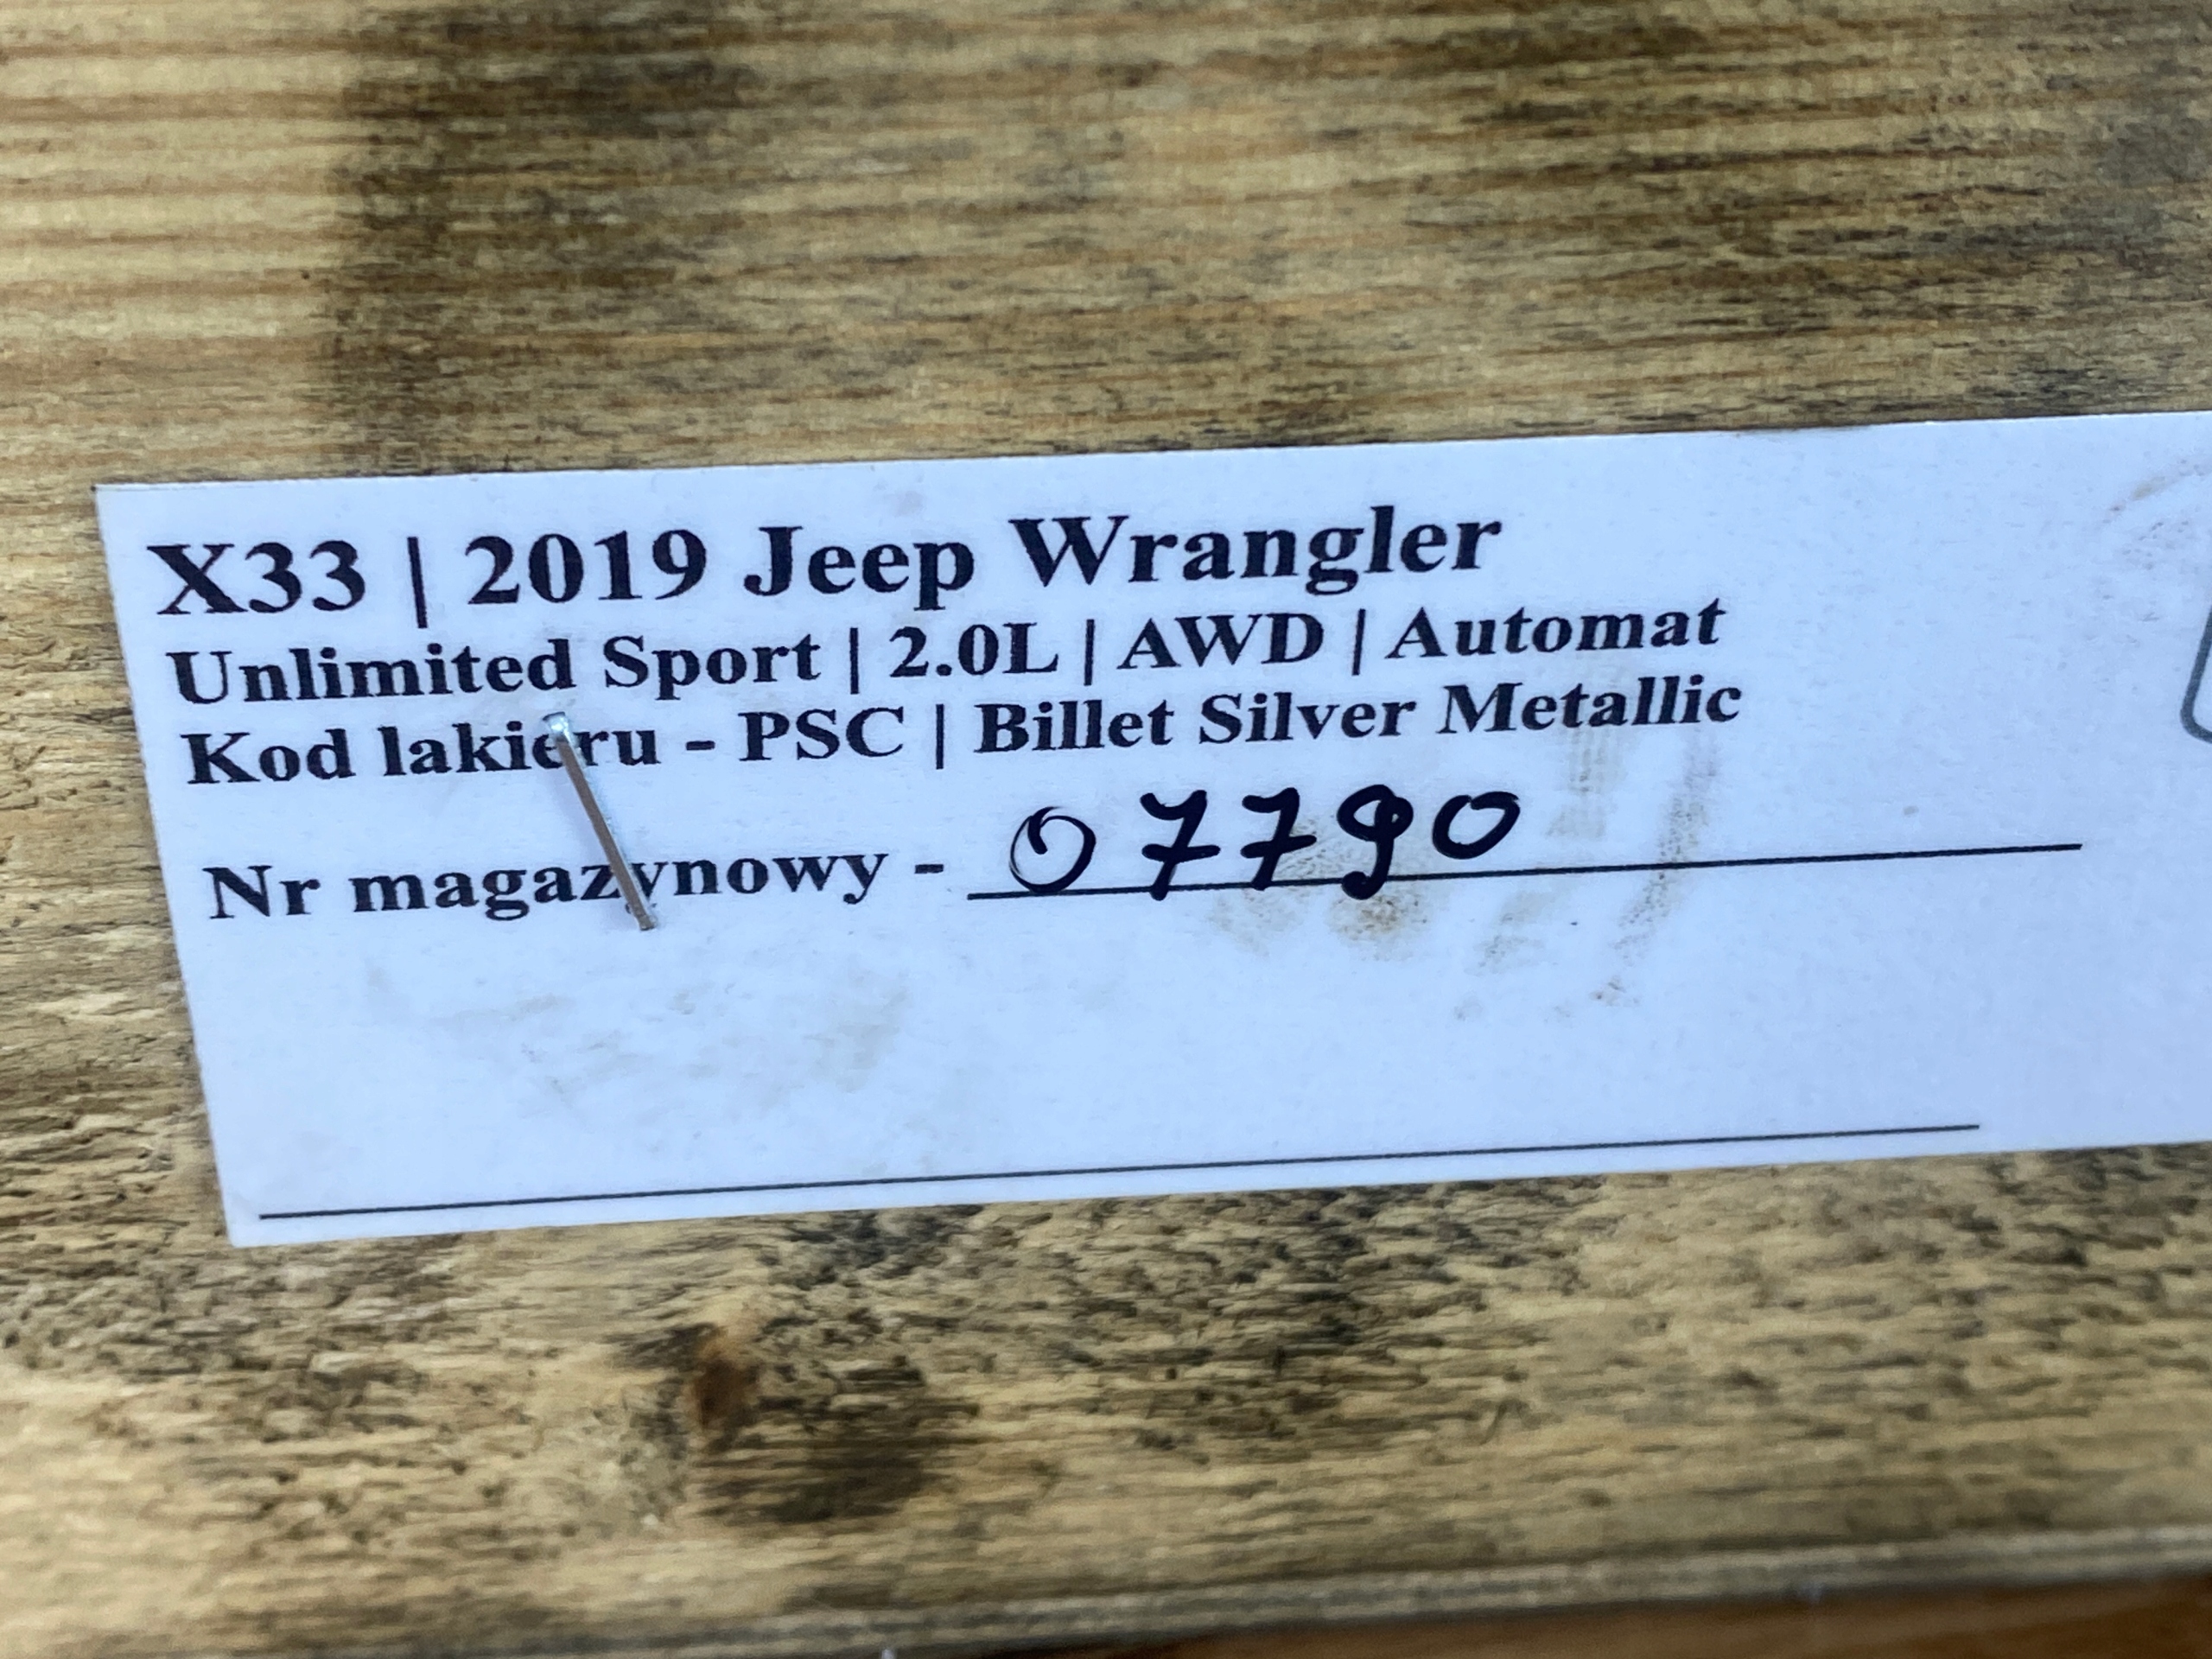 X33 | 2019 Jeep Wrangler
Unlimited Sport | 2.0L | AWD | Automat
Kod lakieru - PSC | Billet Silver Metallic
Nr magazynowy - 07790